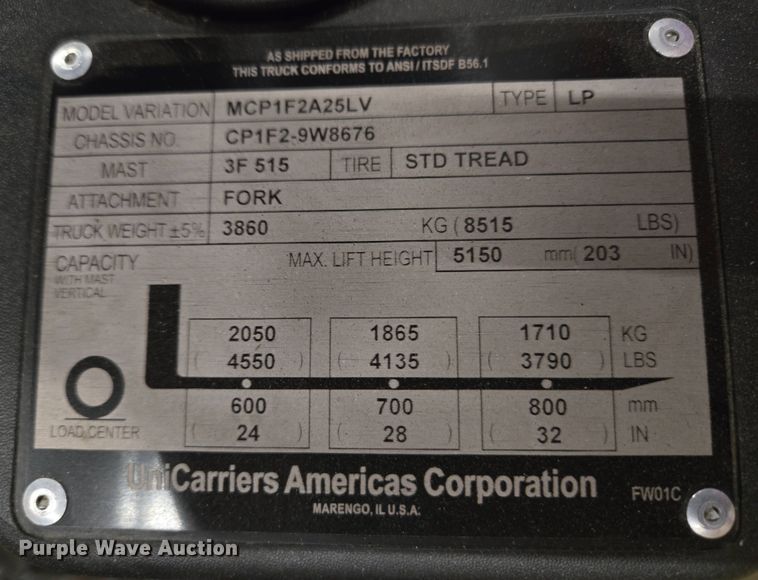 AS SHIPPED FROM THE FACTORY
THIS TRUCK CONFORMS TO ANSI / ITSDF B56.1
MODEL VARIATION MCP1F2A25LV TYPE LP
CHASSIS NO. CP1F2-9W8676
MAST 3F 515 TIRE STD TREAD
ATTACHMENT FORK
TRUCK WEIGHT ±5% 3860 KG ( 8515 LBS)
CAPACITY MAX. LIFT HEIGHT 5150 mm( 203 IN)
WITH MAST
VERTICAL
2050 1865 1710 KG
( 4550 ) ( 4135 ) ( 3790 ) LBS
600 700 800 mm
LOAD CENTER ( 24 ) ( 28 ) ( 32 ) IN
UniCarriers Americas Corporation FW01C
MARENGO, IL U.S.A.
Purple Wave Auction